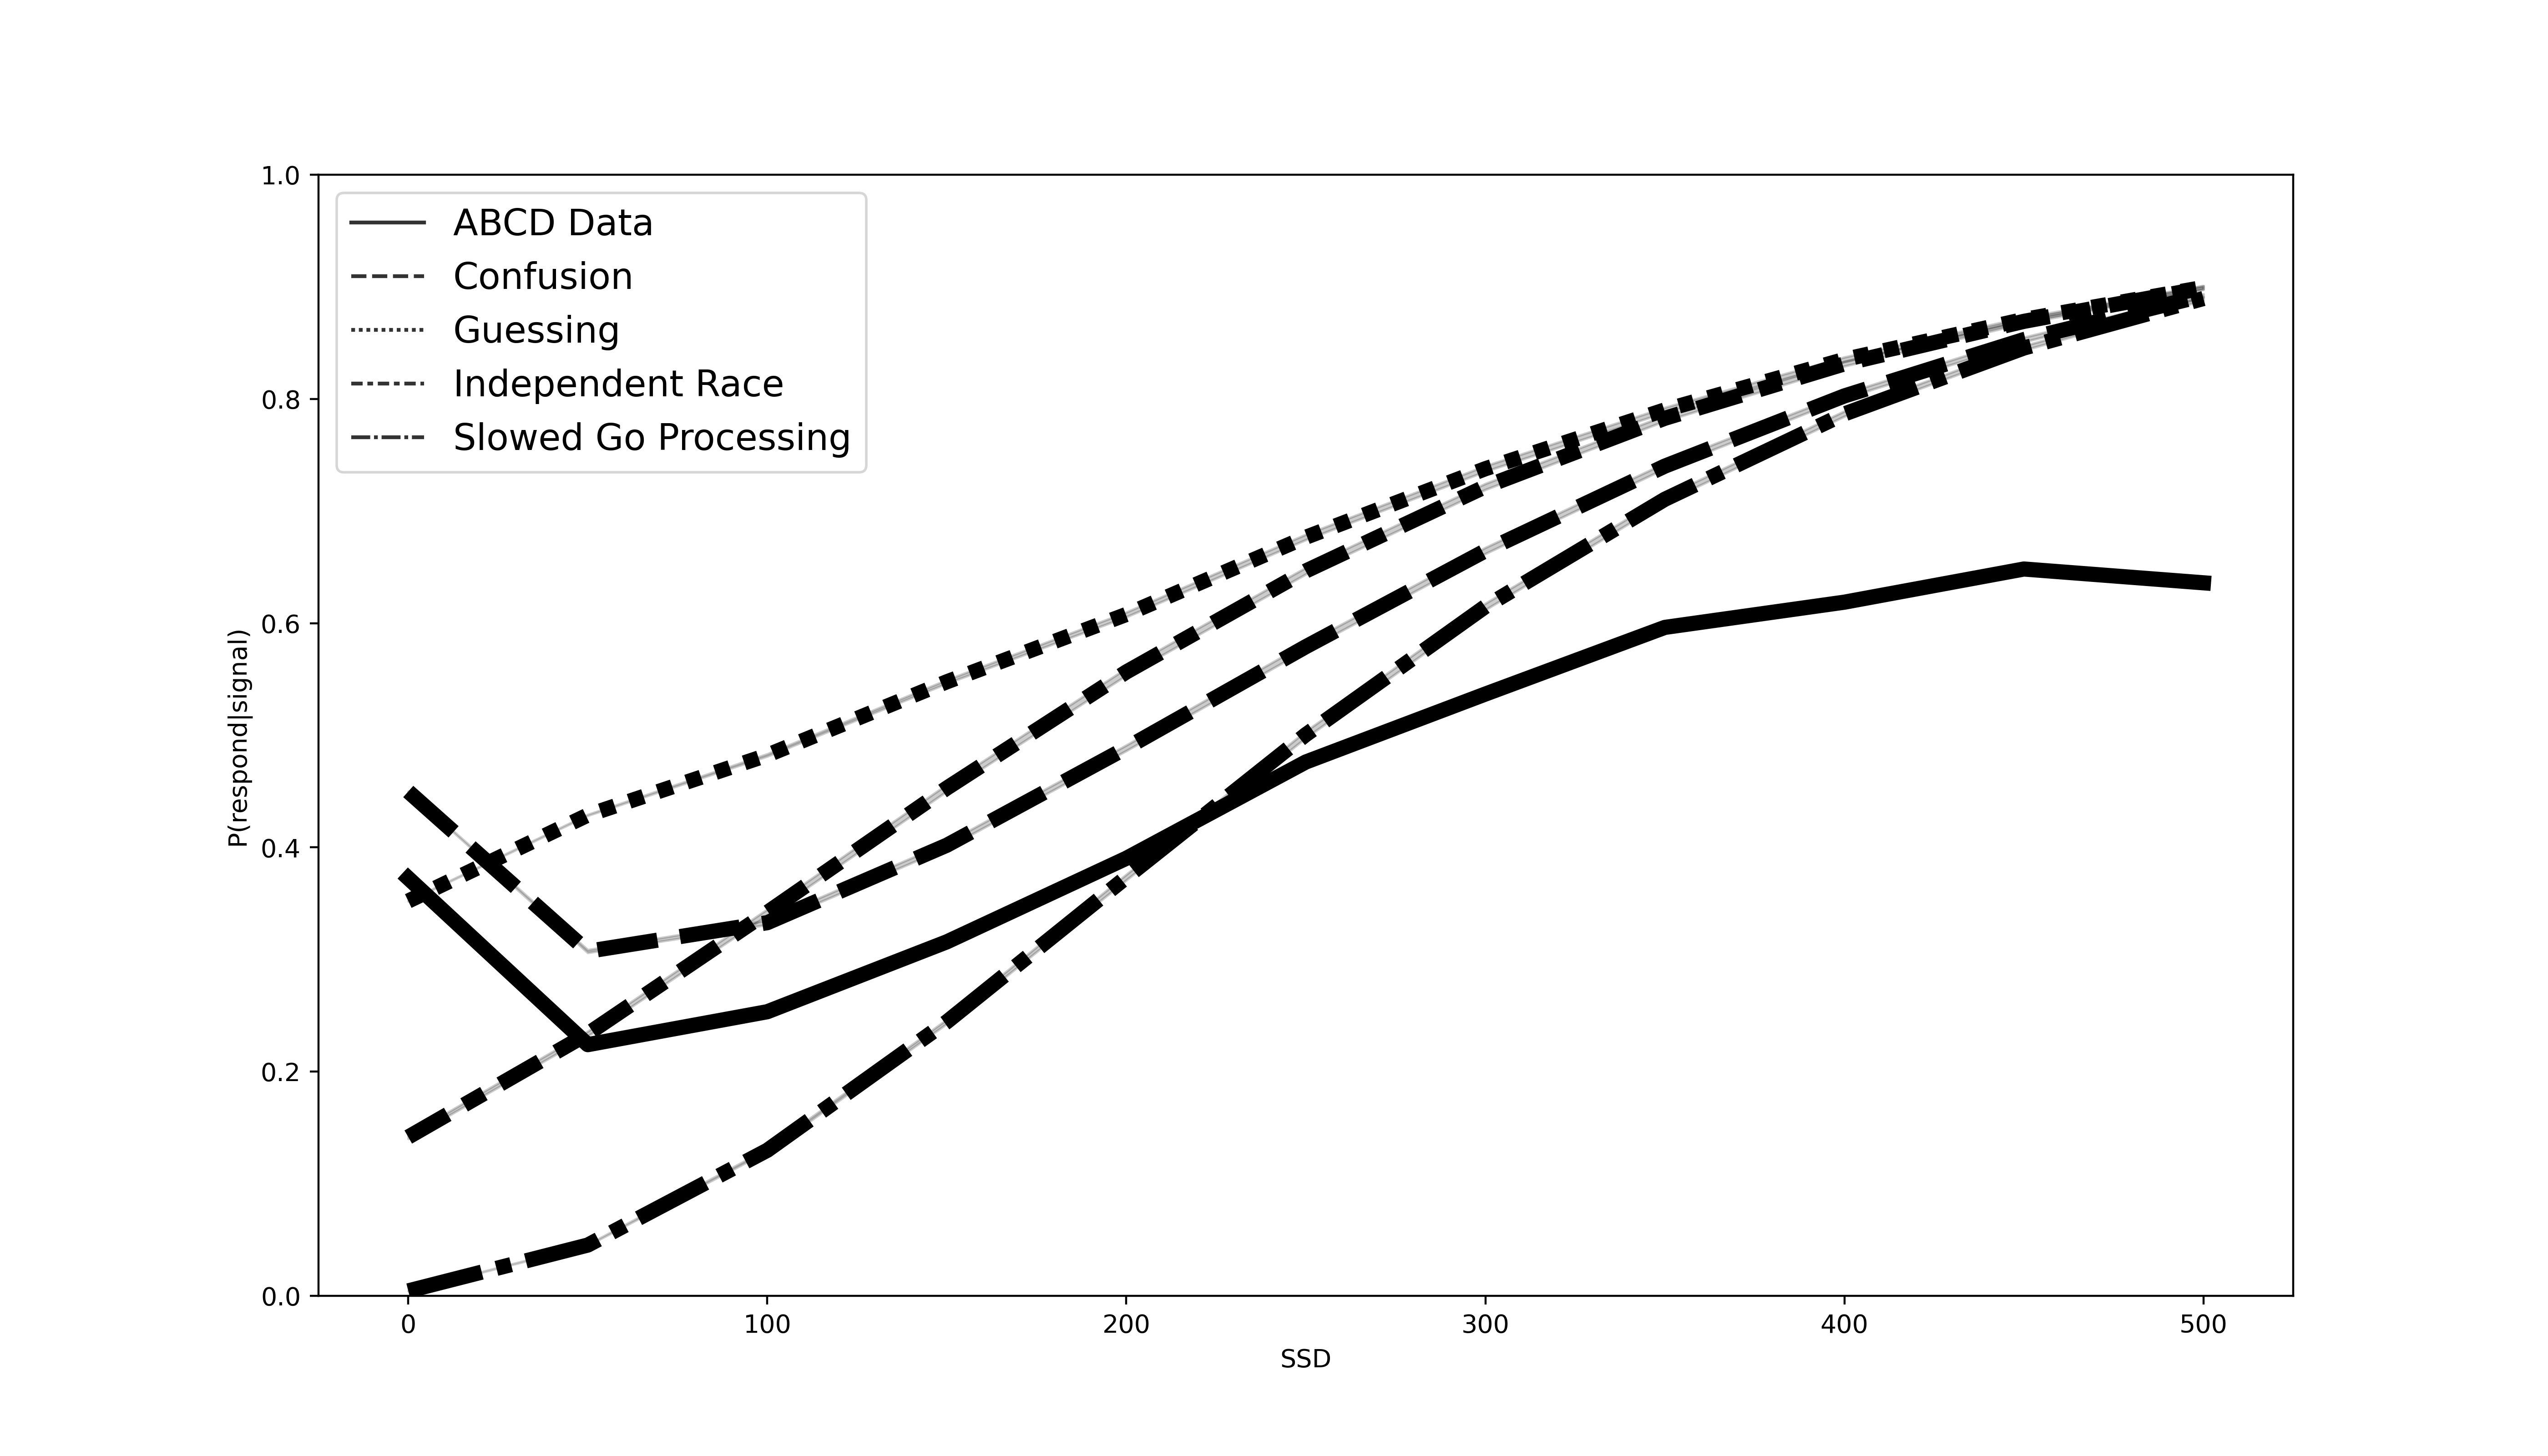 1.0
ABCD Data
Confusion
Guessing
Independent Race
Slowed Go Processing
0.8
0.6
0.4
0.2
0.0
P(respond|signal)
0 100 200 300 400 500
SSD